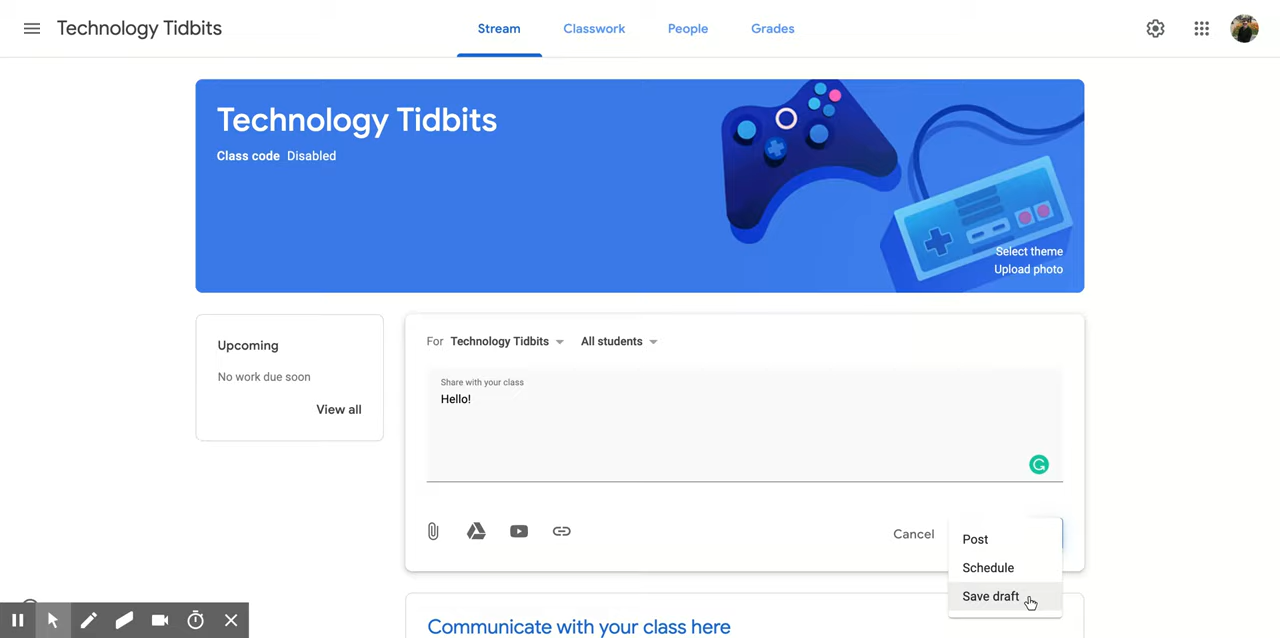 Technology Tidbits
Stream
Classwork
People
Grades
Technology Tidbits
Class code Disabled
Select theme
Upload photo
Upcoming
No work due soon
View all
For Technology Tidbits All students
Share with your class
Hello!
Cancel
Post
Schedule
Save draft
Communicate with your class here